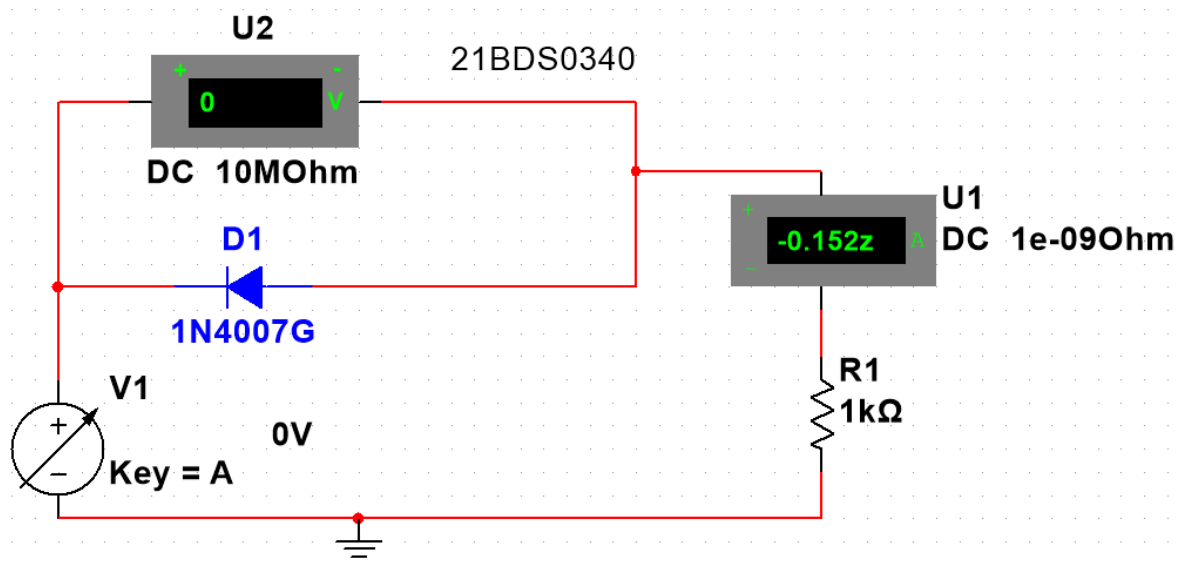 U2
21BDS0340
+ -
0 V
DC 10MOhm
D1
1N4007G
U1
+
-0.152z A
−
DC 1e-09Ohm
V1
+
−
0V
Key = A
R1
1kΩ